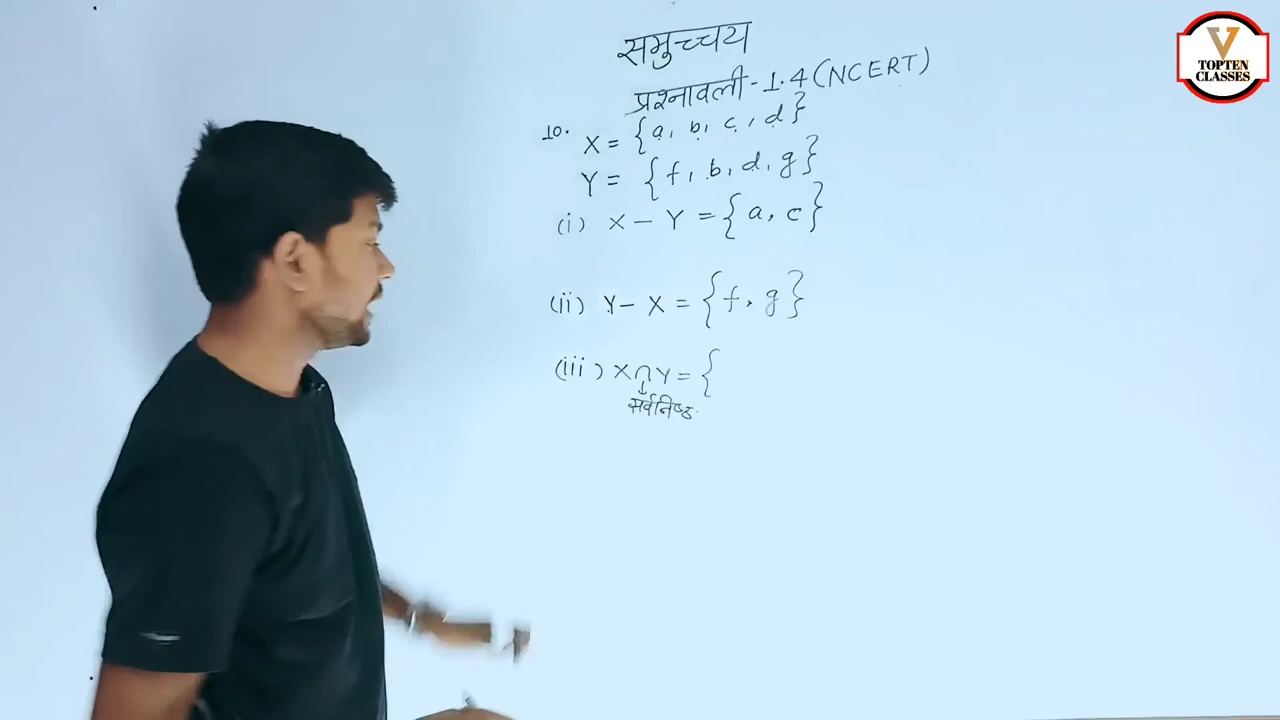 समुच्चय
प्रश्नावली-1.4 (NCERT)
10. X = {a, b, c, d}
Y = {f, b, d, g}
(i) X - Y = {a, c}
(ii) Y - X = {f, g}
(iii) X∩Y = {
↓
सर्वनिष्ठ
V
TOPTEN
CLASSES